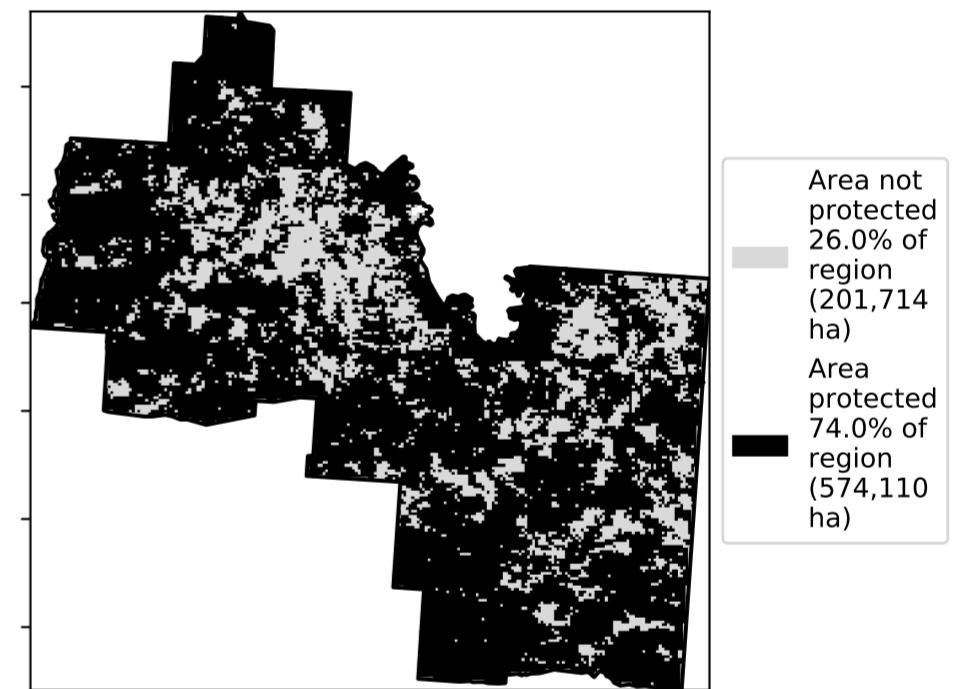 Area not
protected
26.0% of
region
(201,714
ha)
Area
protected
74.0% of
region
(574,110
ha)